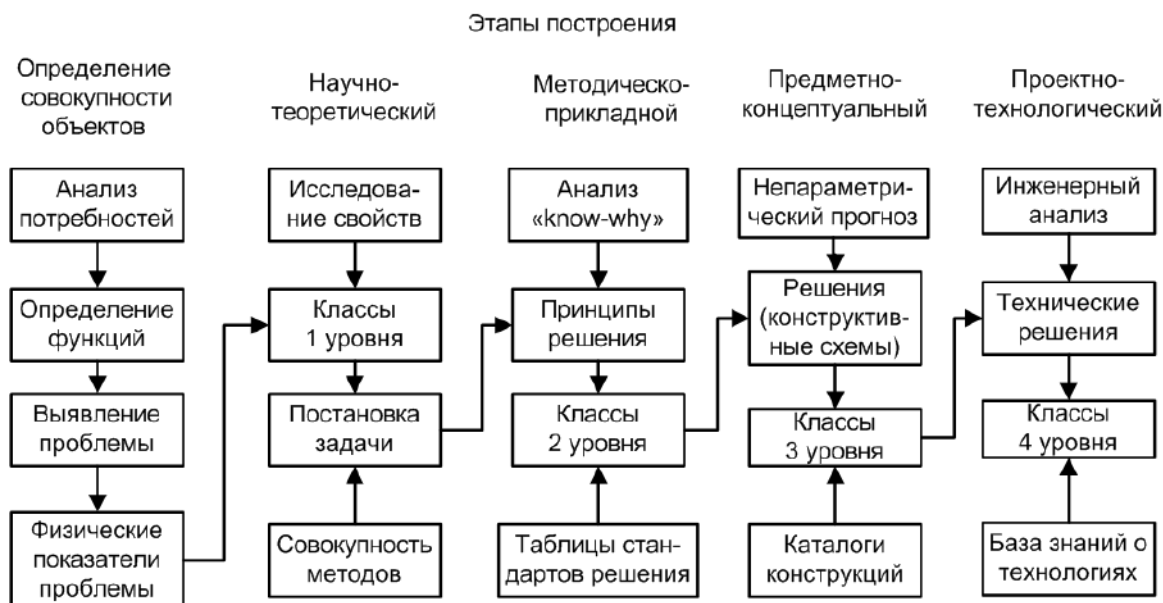 Этапы построения
Определение
совокупности
объектов
Научно-
теоретический
Методическо-
прикладной
Предметно-
концептуальный
Проектно-
технологический
Анализ
потребностей
Определение
функций
Выявление
проблемы
Физические
показатели
проблемы
Исследова-
ние свойств
Классы
1 уровня
Постановка
задачи
Совокупность
методов
Анализ
«know-why»
Принципы
решения
Классы
2 уровня
Таблицы стан-
дартов решения
Непараметри-
ческий прогноз
Решения
(конструктив-
ные схемы)
Классы
3 уровня
Каталоги
конструкций
Инженерный
анализ
Технические
решения
Классы
4 уровня
База знаний о
технологиях